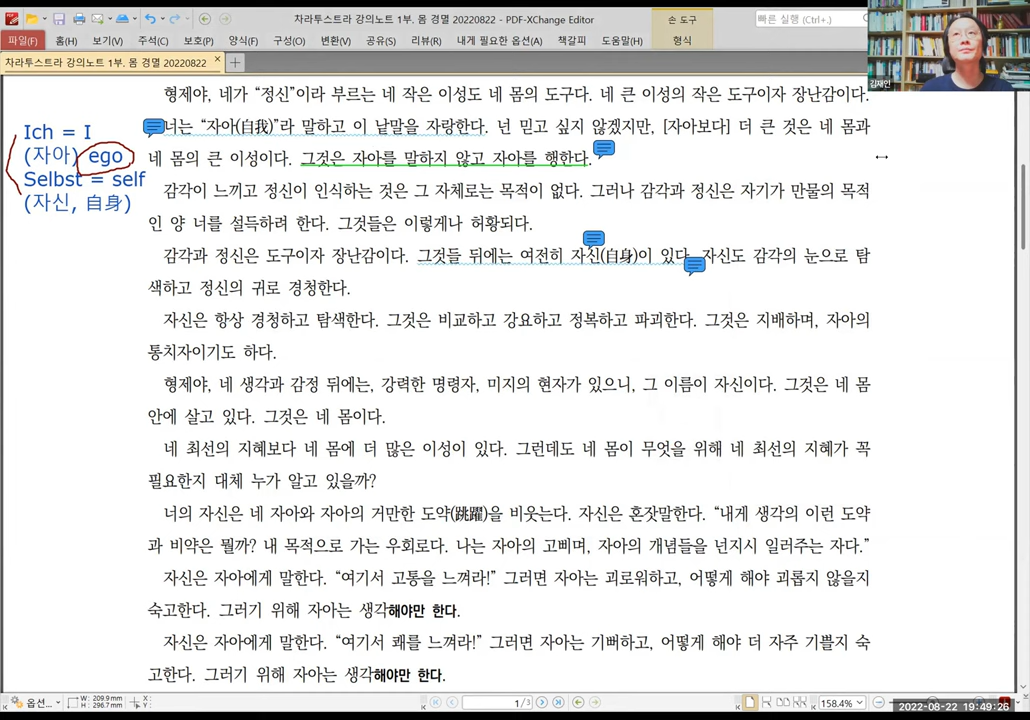 차라투스트라 강의노트 1부. 몸 경멸 20220822 - PDF-XChange Editor
손 도구
빠른 실행 (Ctrl+.)
파일(F) 홈(H) 보기(V) 주석(C) 보호(P) 양식(F) 구성(O) 변환(V) 공유(S) 리뷰(R) 내게 필요한 옵션(A) 책갈피 도움말(H) 형식
차라투스트라 강의노트 1부. 몸 경멸 20220822
김재인
형제야, 네가 “정신”이라 부르는 네 작은 이성도 네 몸의 도구다. 네 큰 이성의 작은 도구이자 장난감이다.
너는 “자아(自我)”라 말하고 이 낱말을 자랑한다. 넌 믿고 싶지 않겠지만, [자아보다] 더 큰 것은 네 몸과
네 몸의 큰 이성이다. 그것은 자아를 말하지 않고 자아를 행한다.
Ich = I
(자아) ego
Selbst = self
(자신, 自身)
감각이 느끼고 정신이 인식하는 것은 그 자체로는 목적이 없다. 그러나 감각과 정신은 자기가 만물의 목적
인 양 너를 설득하려 한다. 그것들은 이렇게나 허황되다.
감각과 정신은 도구이자 장난감이다. 그것들 뒤에는 여전히 자신(自身)이 있다. 자신도 감각의 눈으로 탐
색하고 정신의 귀로 경청한다.
자신은 항상 경청하고 탐색한다. 그것은 비교하고 강요하고 정복하고 파괴한다. 그것은 지배하며, 자아의
통치자이기도 하다.
형제야, 네 생각과 감정 뒤에는, 강력한 명령자, 미지의 현자가 있으니, 그 이름이 자신이다. 그것은 네 몸
안에 살고 있다. 그것은 네 몸이다.
네 최선의 지혜보다 네 몸에 더 많은 이성이 있다. 그런데도 네 몸이 무엇을 위해 네 최선의 지혜가 꼭
필요한지 대체 누가 알고 있을까?
너의 자신은 네 자아와 자아의 거만한 도약(跳躍)을 비웃는다. 자신은 혼잣말한다. “내게 생각의 이런 도약
과 비약은 뭘까? 내 목적으로 가는 우회로다. 나는 자아의 고삐며, 자아의 개념들을 넌지시 일러주는 자다.”
자신은 자아에게 말한다. “여기서 고통을 느껴라!” 그러면 자아는 괴로워하고, 어떻게 해야 괴롭지 않을지
숙고한다. 그러기 위해 자아는 생각해야만 한다.
자신은 자아에게 말한다. “여기서 쾌를 느껴라!” 그러면 자아는 기뻐하고, 어떻게 해야 더 자주 기쁠지 숙
고한다. 그러기 위해 자아는 생각해야만 한다.
옵션... W: 209.9mm H: 296.7mm X: Y: 1/3 158.4%
2022-08-22 19:49:26